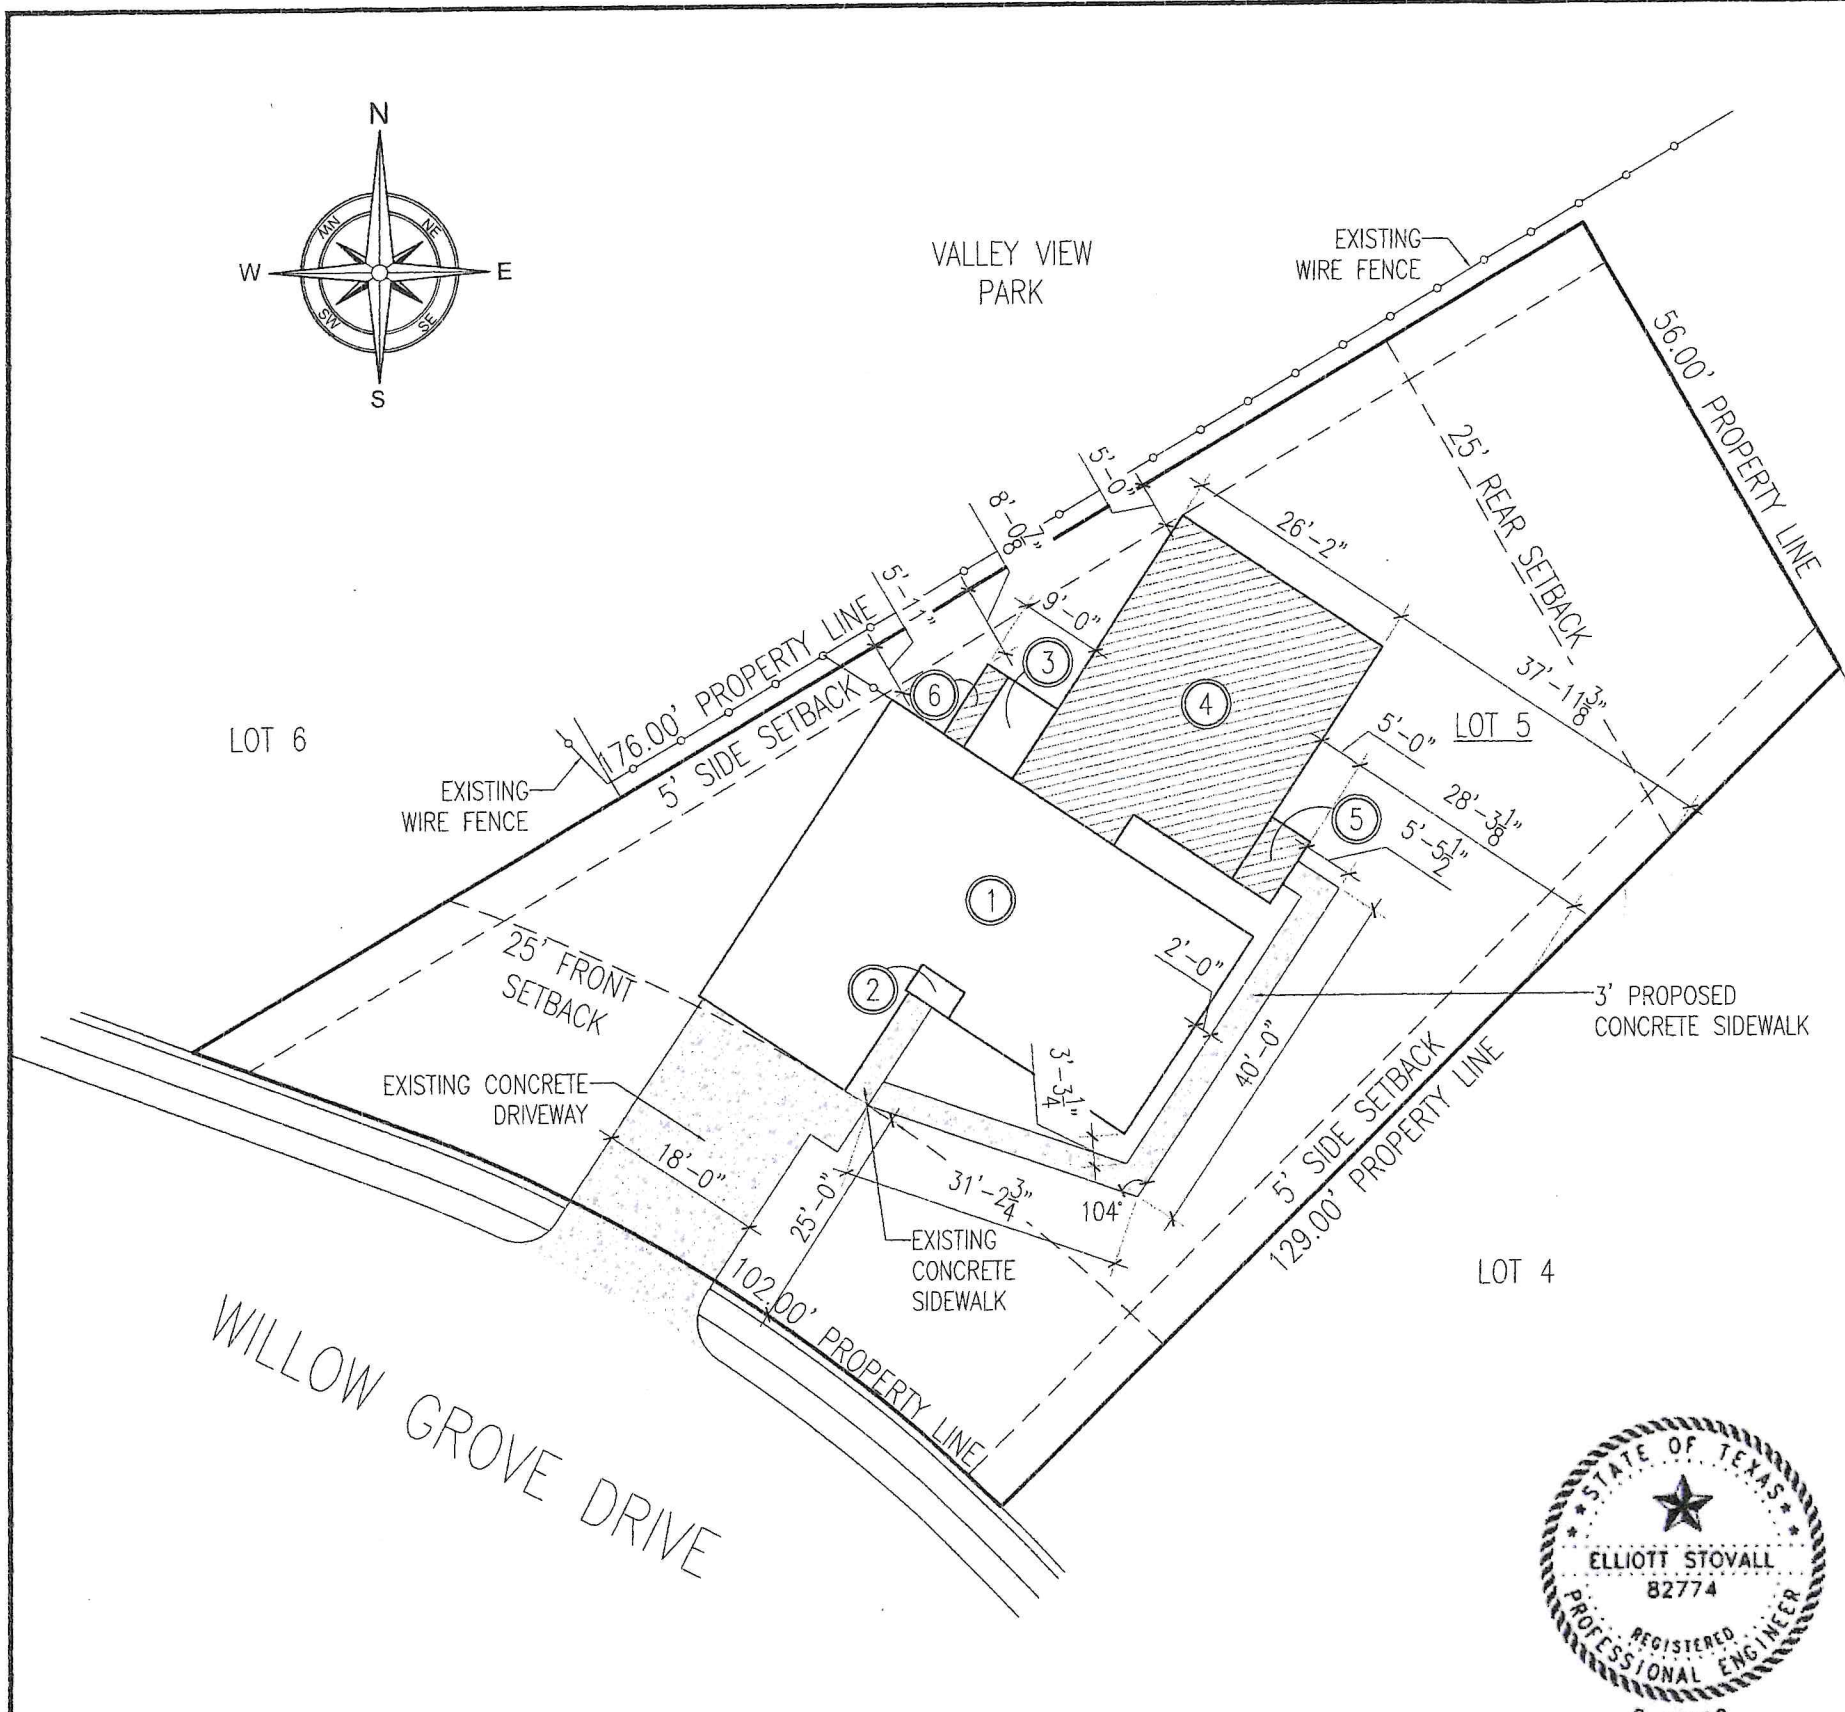 N
NW
NE
W
E
SW
SE
S
VALLEY VIEW
PARK
EXISTING
WIRE FENCE
56.00' PROPERTY LINE
25' REAR SETBACK
5'-0"
8'-0 7/8"
5'-11"
26'-2"
9'-0"
176.00' PROPERTY LINE
5' SIDE SETBACK
3
6
4
37'-11 3/8"
LOT 5
LOT 6
5'-0"
EXISTING
WIRE FENCE
28'-3 1/8"
5
5'-5 1/2"
1
25' FRONT
SETBACK
2
2'-0"
3' PROPOSED
CONCRETE SIDEWALK
40'-0"
3'-3 1/4"
EXISTING CONCRETE
DRIVEWAY
18'-0"
25'-0"
31'-2 3/4"
104°
5' SIDE SETBACK
129.00' PROPERTY LINE
EXISTING
CONCRETE
SIDEWALK
LOT 4
102.00' PROPERTY LINE
WILLOW GROVE DRIVE
STATE OF TEXAS
ELLIOTT STOVALL
82774
REGISTERED
PROFESSIONAL ENGINEER